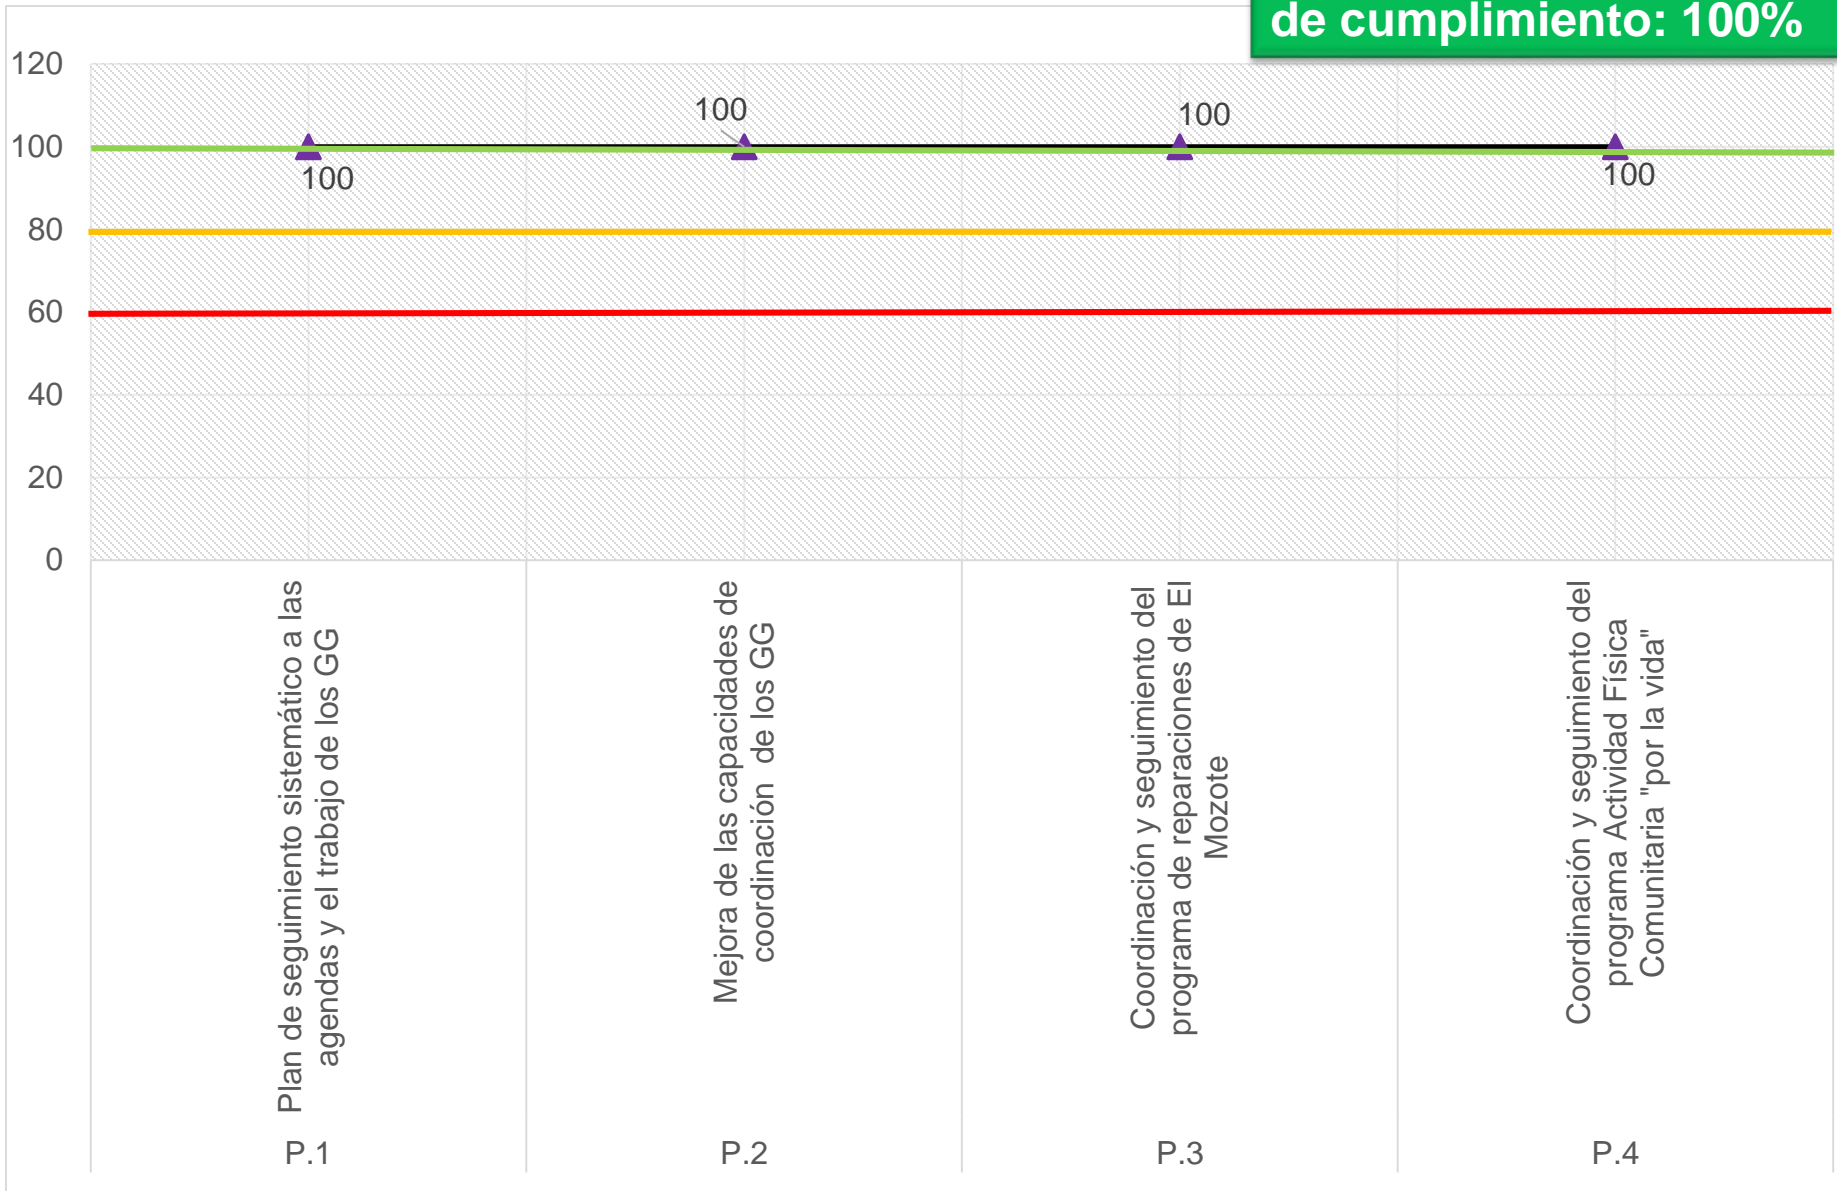 de cumplimiento: 100%
120
100
80
60
40
20
0
100
100
100
100
Plan de seguimiento sistemático a las
agendas y el trabajo de los GG
Mejora de las capacidades de
coordinación  de los GG
Coordinación y seguimiento del
programa de reparaciones de El
Mozote
Coordinación y seguimiento del
programa Actividad Física
Comunitaria "por la vida"
P.1
P.2
P.3
P.4